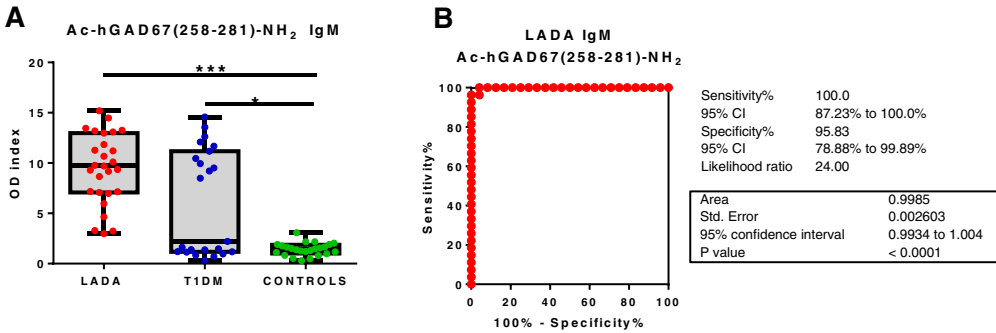 A
Ac-hGAD67(258-281)-NH₂ IgM
20
15
10
5
0
OD index
***
*
LADA T1DM CONTROLS
B
LADA IgM
Ac-hGAD67(258-281)-NH₂
100
80
60
40
20
0
Sensitivity%
0 20 40 60 80 100
100% - Specificity%
Sensitivity% 100.0
95% CI 87.23% to 100.0%
Specificity% 95.83
95% CI 78.88% to 99.89%
Likelihood ratio 24.00
Area 0.9985
Std. Error 0.002603
95% confidence interval 0.9934 to 1.004
P value < 0.0001